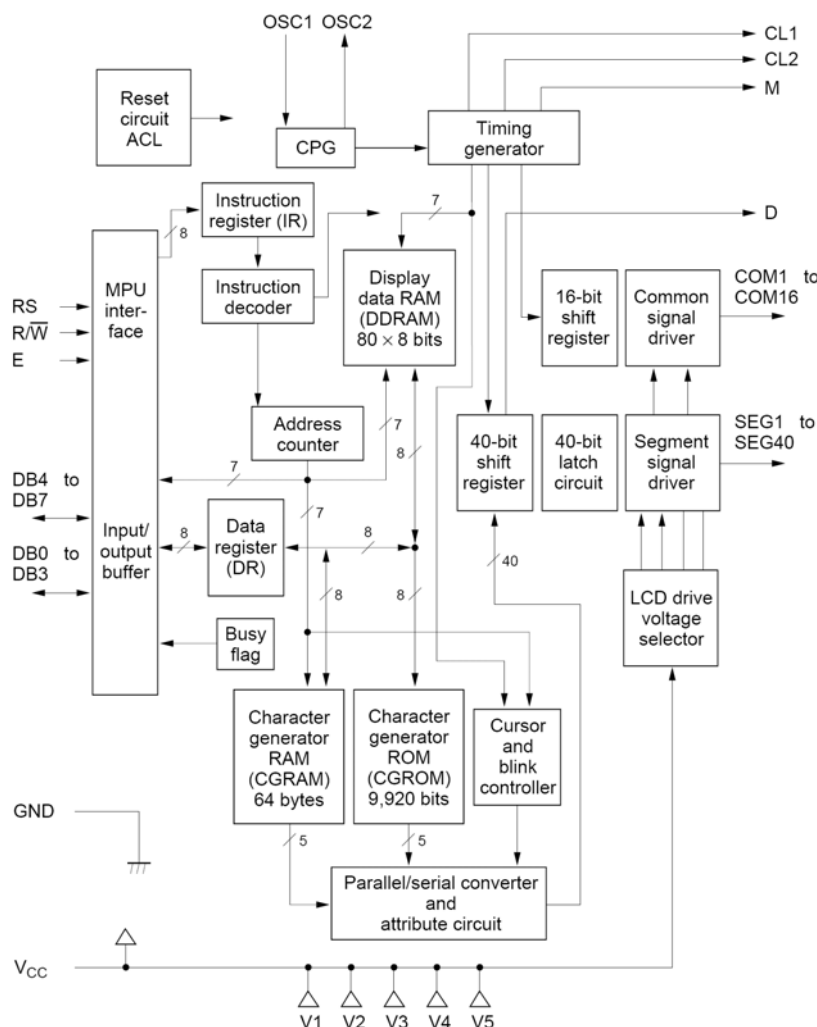 OSC1 OSC2
CL1
CL2
M
Reset
circuit
ACL
CPG
Timing
generator
Instruction
register (IR)
8
7
D
MPU
inter-
face
Instruction
decoder
Display
data RAM
(DDRAM)
80 × 8 bits
16-bit
shift
register
Common
signal
driver
COM1 to
COM16
RS
R/W̅
E
Address
counter
7
8
40-bit
shift
register
40-bit
latch
circuit
Segment
signal
driver
SEG1 to
SEG40
DB4 to
DB7
7
7
Input/
output
buffer
DB0 to
DB3
8
Data
register
(DR)
8
8
8
40
LCD drive
voltage
selector
Busy
flag
Character
generator
RAM
(CGRAM)
64 bytes
Character
generator
ROM
(CGROM)
9,920 bits
Cursor
and
blink
controller
GND
5
5
Parallel/serial converter
and
attribute circuit
VCC
V1 V2 V3 V4 V5